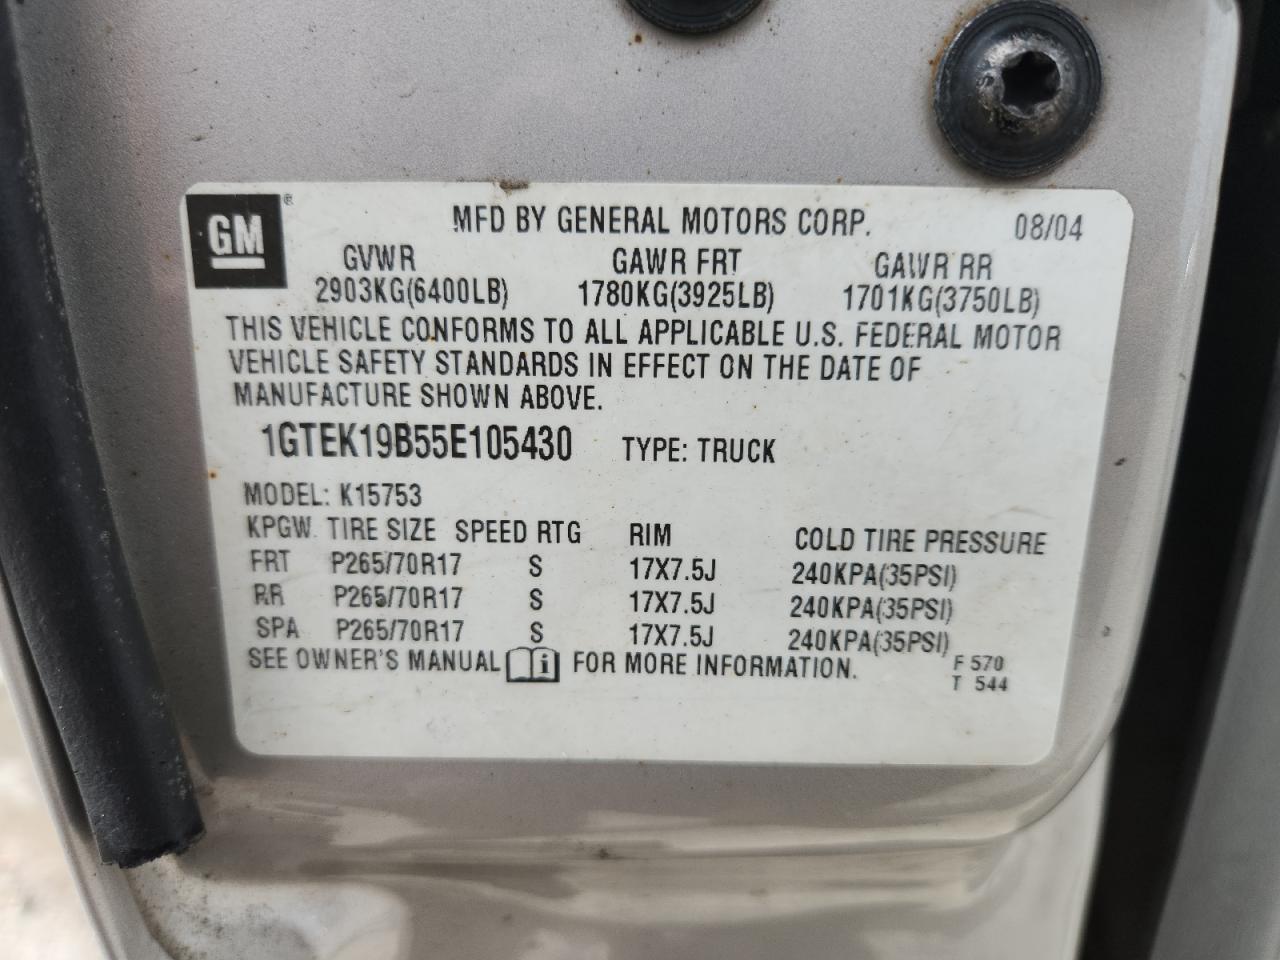 GM ®
MFD BY GENERAL MOTORS CORP. 08/04
GVWR GAWR FRT GAWR RR
2903KG(6400LB) 1780KG(3925LB) 1701KG(3750LB)
THIS VEHICLE CONFORMS TO ALL APPLICABLE U.S. FEDERAL MOTOR
VEHICLE SAFETY STANDARDS IN EFFECT ON THE DATE OF
MANUFACTURE SHOWN ABOVE.
1GTEK19B55E105430 TYPE: TRUCK
MODEL: K15753
KPGW TIRE SIZE SPEED RTG RIM COLD TIRE PRESSURE
FRT P265/70R17 S 17X7.5J 240KPA(35PSI)
RR P265/70R17 S 17X7.5J 240KPA(35PSI)
SPA P265/70R17 S 17X7.5J 240KPA(35PSI)
SEE OWNER'S MANUAL FOR MORE INFORMATION. F 570
T 544